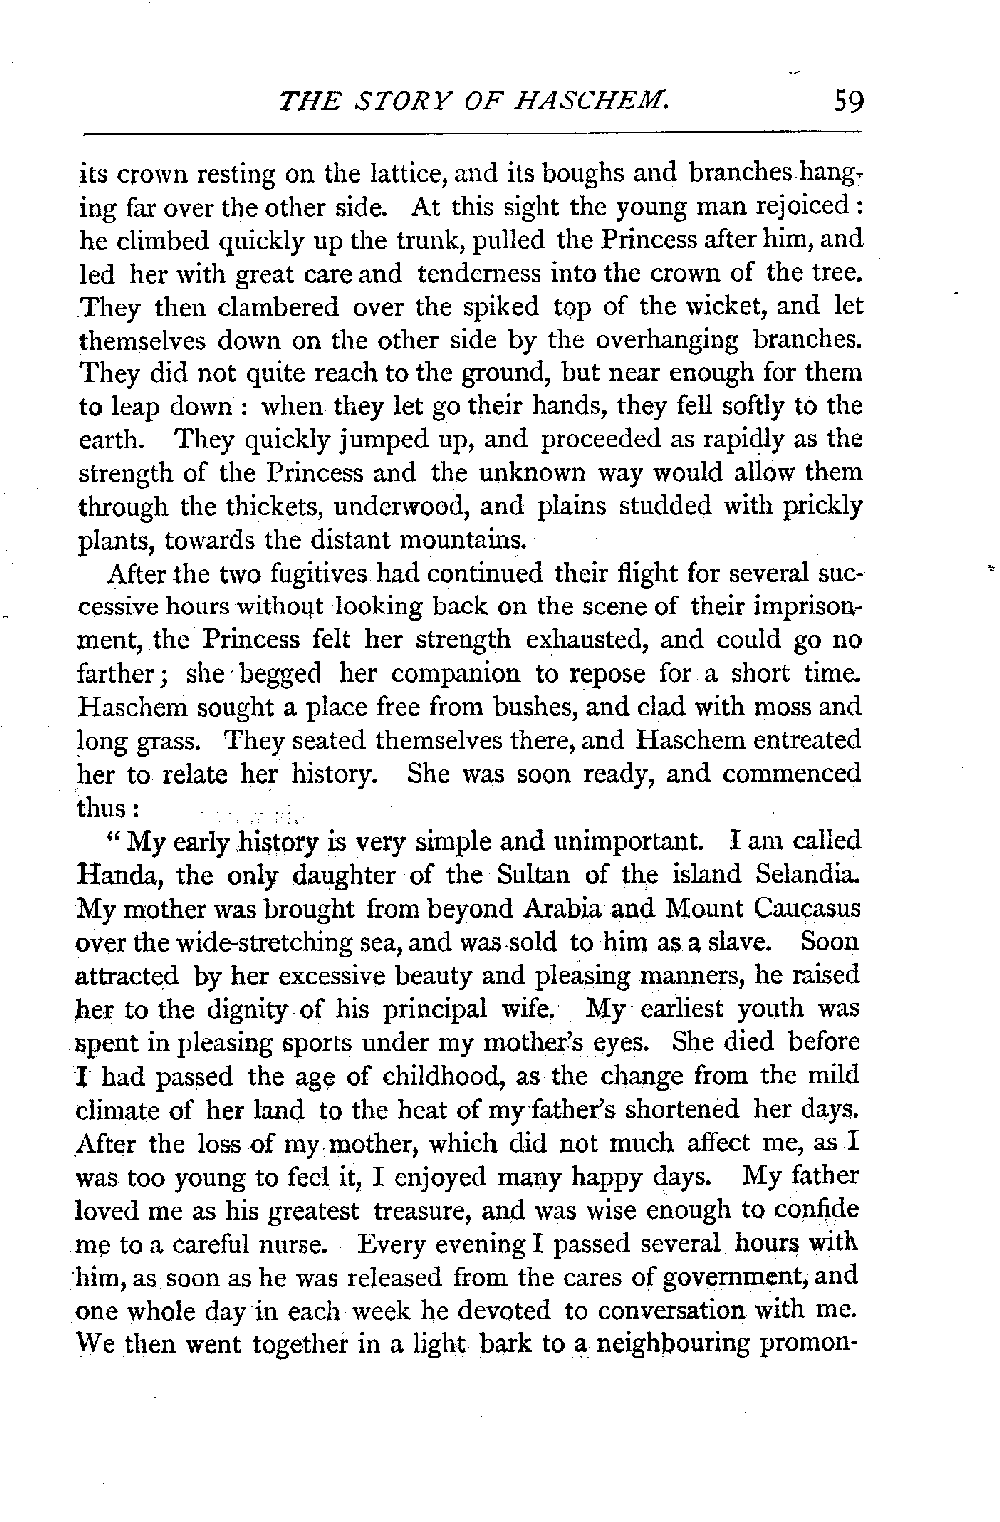 THE STORY OF HASCHEM. 59
its crown resting on the lattice, and its boughs and branches hang-
ing far over the other side. At this sight the young man rejoiced :
he climbed quickly up the trunk, pulled the Princess after him, and
led her with great care and tenderness into the crown of the tree.
They then clambered over the spiked top of the wicket, and let
themselves down on the other side by the overhanging branches.
They did not quite reach to the ground, but near enough for them
to leap down : when they let go their hands, they fell softly to the
earth. They quickly jumped up, and proceeded as rapidly as the
strength of the Princess and the unknown way would allow them
through the thickets, underwood, and plains studded with prickly
plants, towards the distant mountains.
After the two fugitives had continued their flight for several suc-
cessive hours without looking back on the scene of their imprison-
ment, the Princess felt her strength exhausted, and could go no
farther; she begged her companion to repose for a short time.
Haschem sought a place free from bushes, and clad with moss and
long grass. They seated themselves there, and Haschem entreated
her to relate her history. She was soon ready, and commenced
thus :
“ My early history is very simple and unimportant. I am called
Handa, the only daughter of the Sultan of the island Selandia.
My mother was brought from beyond Arabia and Mount Caucasus
over the wide-stretching sea, and was sold to him as a slave. Soon
attracted by her excessive beauty and pleasing manners, he raised
her to the dignity of his principal wife. My earliest youth was
spent in pleasing sports under my mother's eyes. She died before
I had passed the age of childhood, as the change from the mild
climate of her land to the heat of my father's shortened her days.
After the loss of my mother, which did not much affect me, as I
was too young to feel it, I enjoyed many happy days. My father
loved me as his greatest treasure, and was wise enough to confide
me to a careful nurse. Every evening I passed several hours with
him, as soon as he was released from the cares of government, and
one whole day in each week he devoted to conversation with me.
We then went together in a light bark to a neighbouring promon-